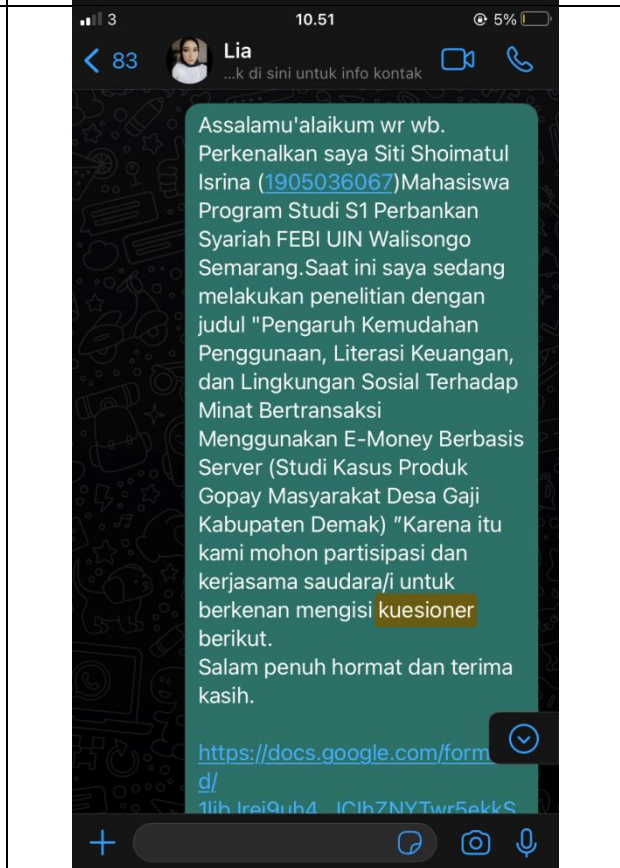 3 10.51 5%
83 Lia
...k di sini untuk info kontak
Assalamu'alaikum wr wb.
Perkenalkan saya Siti Shoimatul
Isrina (1905036067)Mahasiswa
Program Studi S1 Perbankan
Syariah FEBI UIN Walisongo
Semarang.Saat ini saya sedang
melakukan penelitian dengan
judul "Pengaruh Kemudahan
Penggunaan, Literasi Keuangan,
dan Lingkungan Sosial Terhadap
Minat Bertransaksi
Menggunakan E-Money Berbasis
Server (Studi Kasus Produk
Gopay Masyarakat Desa Gaji
Kabupaten Demak) "Karena itu
kami mohon partisipasi dan
kerjasama saudara/i untuk
berkenan mengisi kuesioner
berikut.
Salam penuh hormat dan terima
kasih.
https://docs.google.com/form
d/